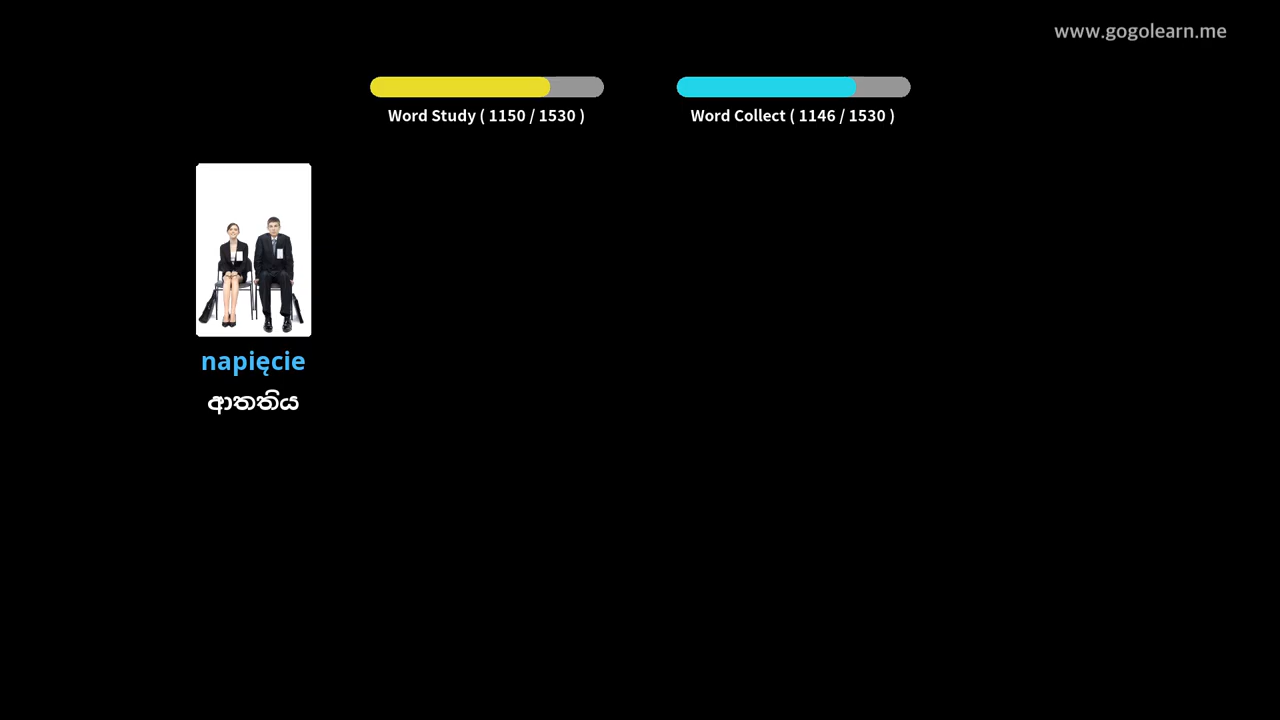 www.gogolearn.me
Word Study ( 1150 / 1530 )
Word Collect ( 1146 / 1530 )
napięcie
ආතතිය